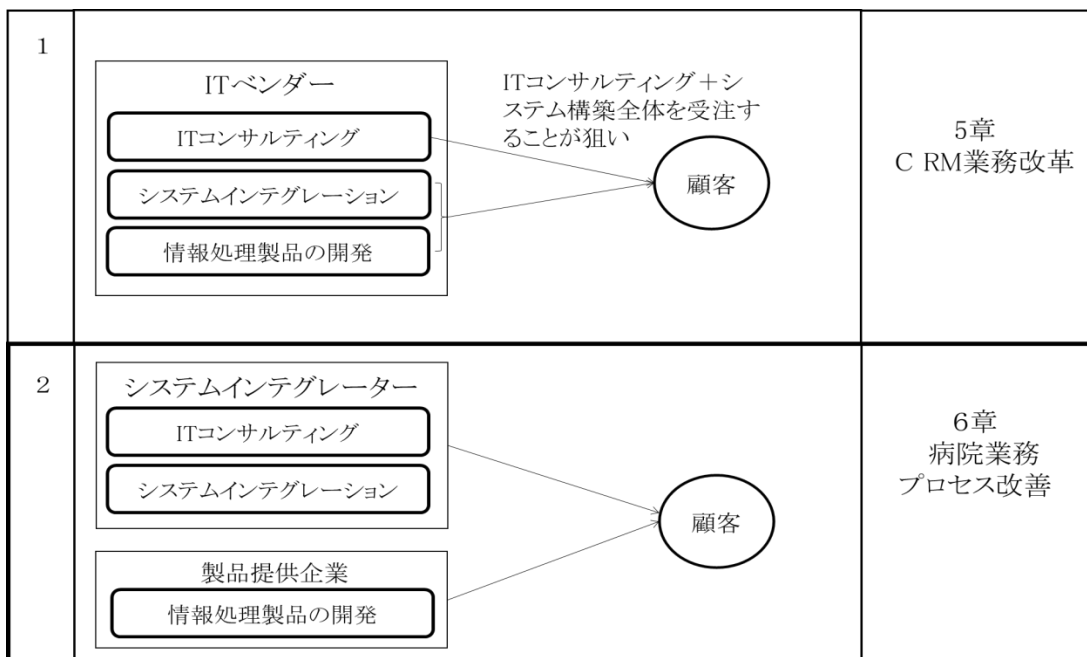 1
ITベンダー
ITコンサルティング
システムインテグレーション
情報処理製品の開発
ITコンサルティング＋シ
ステム構築全体を受注す
ることが狙い
顧客
5章
C RM業務改革
2
システムインテグレーター
ITコンサルティング
システムインテグレーション
製品提供企業
情報処理製品の開発
顧客
6章
病院業務
プロセス改善